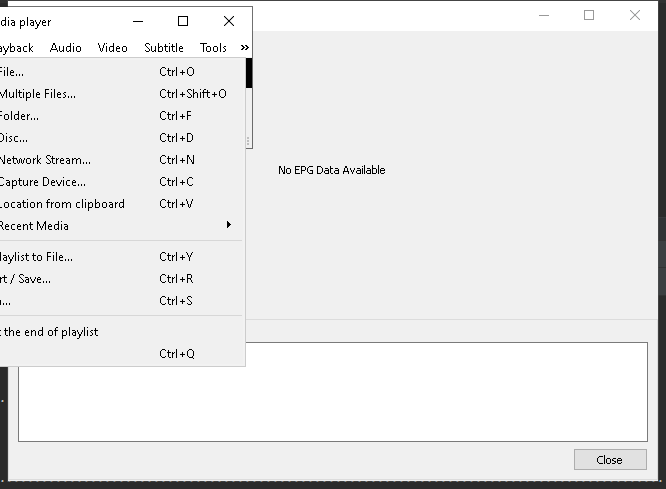 dia player
ayback Audio Video Subtitle Tools »
File... Ctrl+O
Multiple Files... Ctrl+Shift+O
Folder... Ctrl+F
Disc... Ctrl+D
Network Stream... Ctrl+N
Capture Device... Ctrl+C
Location from clipboard Ctrl+V
Recent Media
laylist to File... Ctrl+Y
rt / Save... Ctrl+R
... Ctrl+S
t the end of playlist
Ctrl+Q
No EPG Data Available
Close